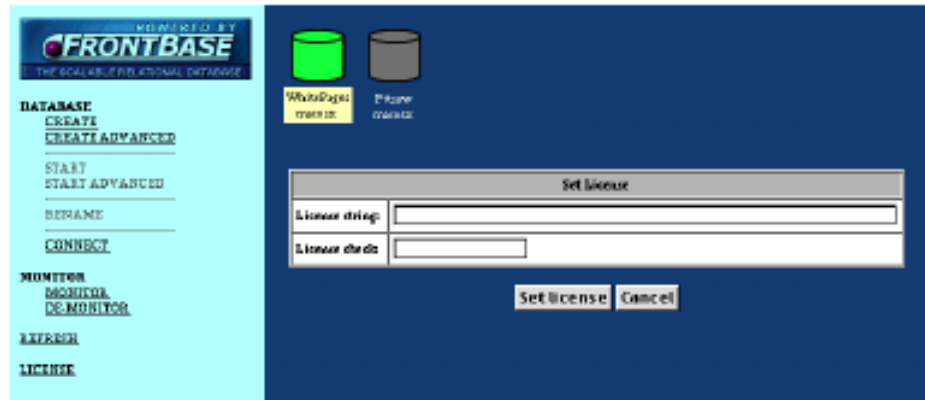 POWERED BY
FRONTBASE
THE SCALABLE RELATIONAL DATABASE
DATABASE
CREATE
CREATE ADVANCED
START
START ADVANCED
RENAME
CONNECT
MONITOR
MONITOR
DE-MONITOR
REFRESH
LICENSE
WhitePages
Set License
License string:
License check:
Set license Cancel